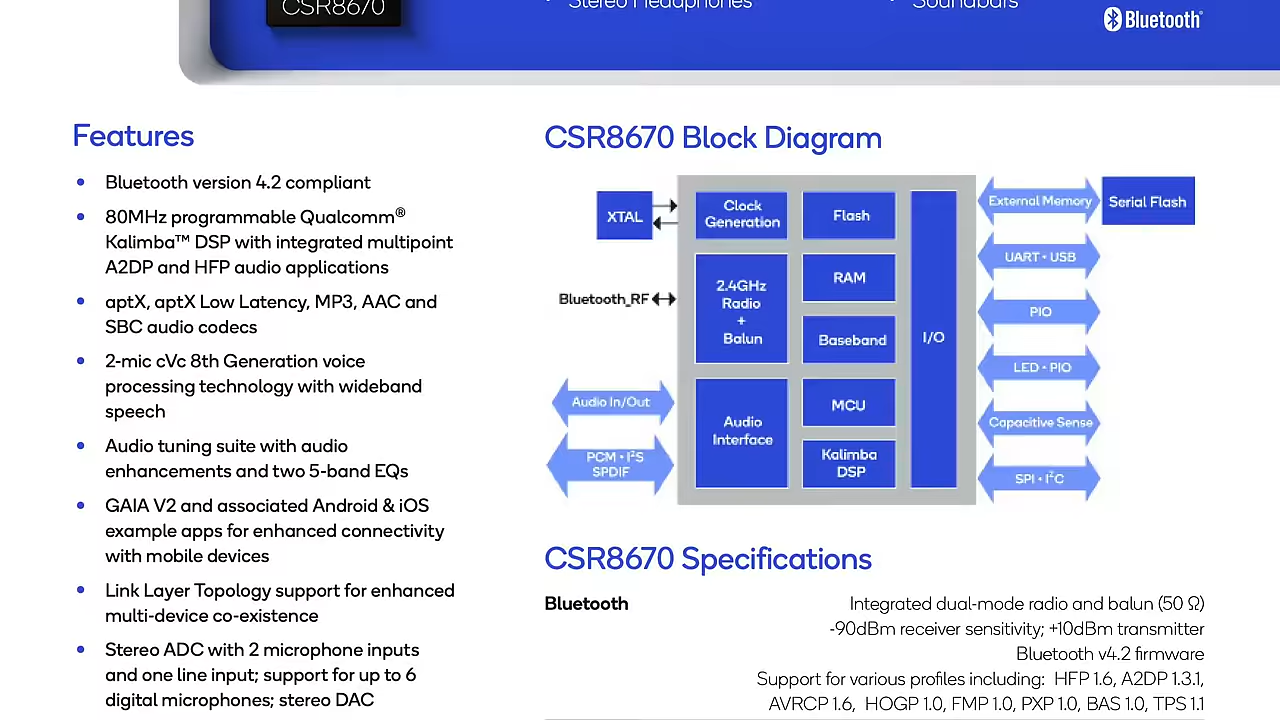 CSR8670
• Stereo Headphones
• Soundbars
Bluetooth®
Features
• Bluetooth version 4.2 compliant
• 80MHz programmable Qualcomm®
Kalimba™ DSP with integrated multipoint
A2DP and HFP audio applications
• aptX, aptX Low Latency, MP3, AAC and
SBC audio codecs
• 2-mic cVc 8th Generation voice
processing technology with wideband
speech
• Audio tuning suite with audio
enhancements and two 5-band EQs
• GAIA V2 and associated Android & iOS
example apps for enhanced connectivity
with mobile devices
• Link Layer Topology support for enhanced
multi-device co-existence
• Stereo ADC with 2 microphone inputs
and one line input; support for up to 6
digital microphones; stereo DAC
CSR8670 Block Diagram
XTAL
Bluetooth_RF
Audio In/Out
PCM • I²S
SPDIF
Clock
Generation
2.4GHz
Radio
+
Balun
Audio
Interface
Flash
RAM
Baseband
MCU
Kalimba
DSP
I/O
External Memory
Serial Flash
UART • USB
PIO
LED • PIO
Capacitive Sense
SPI • I²C
CSR8670 Specifications
Bluetooth
Integrated dual-mode radio and balun (50 Ω)
-90dBm receiver sensitivity; +10dBm transmitter
Bluetooth v4.2 firmware
Support for various profiles including: HFP 1.6, A2DP 1.3.1,
AVRCP 1.6, HOGP 1.0, FMP 1.0, PXP 1.0, BAS 1.0, TPS 1.1